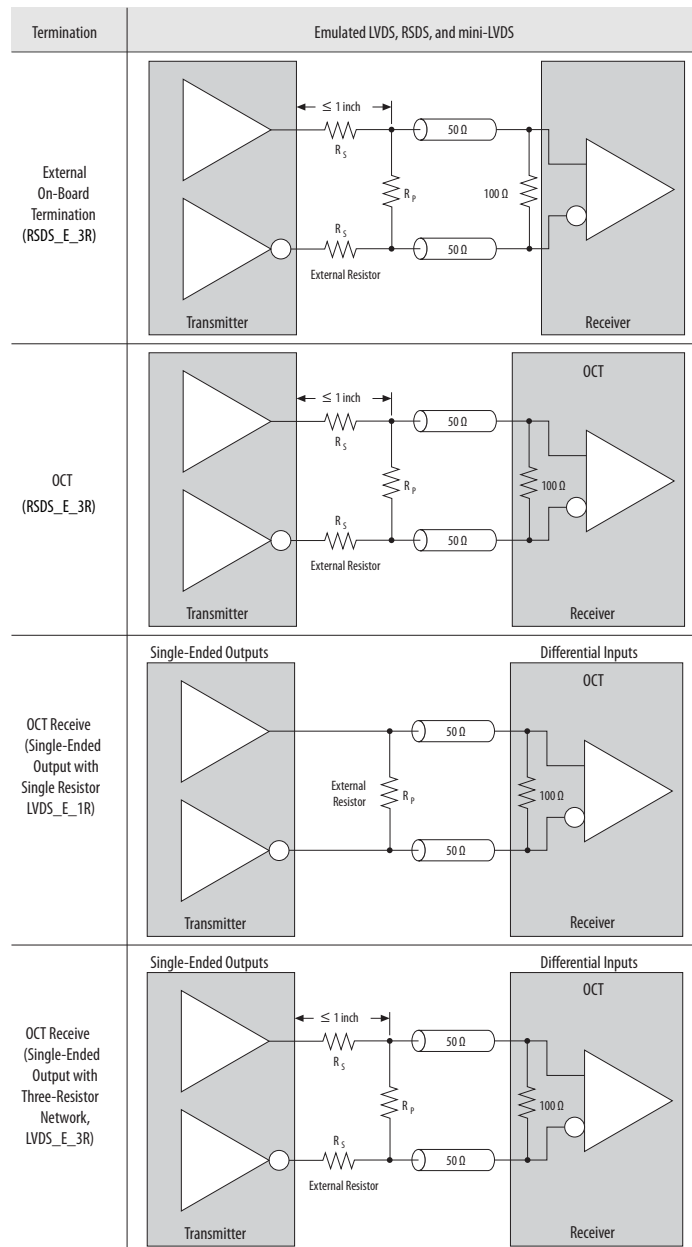 Termination
Emulated LVDS, RSDS, and mini-LVDS
External
On-Board
Termination
(RSDS_E_3R)
≤ 1 inch
50 Ω
R S
R P
100 Ω
R S
50 Ω
External Resistor
Transmitter
Receiver
OCT
(RSDS_E_3R)
OCT
≤ 1 inch
50 Ω
R S
R P
100 Ω
R S
50 Ω
External Resistor
Transmitter
Receiver
OCT Receive
(Single-Ended
Output with
Single Resistor
LVDS_E_1R)
Single-Ended Outputs
Differential Inputs
OCT
50 Ω
External
Resistor
R P
100 Ω
50 Ω
Transmitter
Receiver
OCT Receive
(Single-Ended
Output with
Three-Resistor
Network,
LVDS_E_3R)
Single-Ended Outputs
Differential Inputs
OCT
≤ 1 inch
50 Ω
R S
R P
100 Ω
R S
50 Ω
External Resistor
Transmitter
Receiver